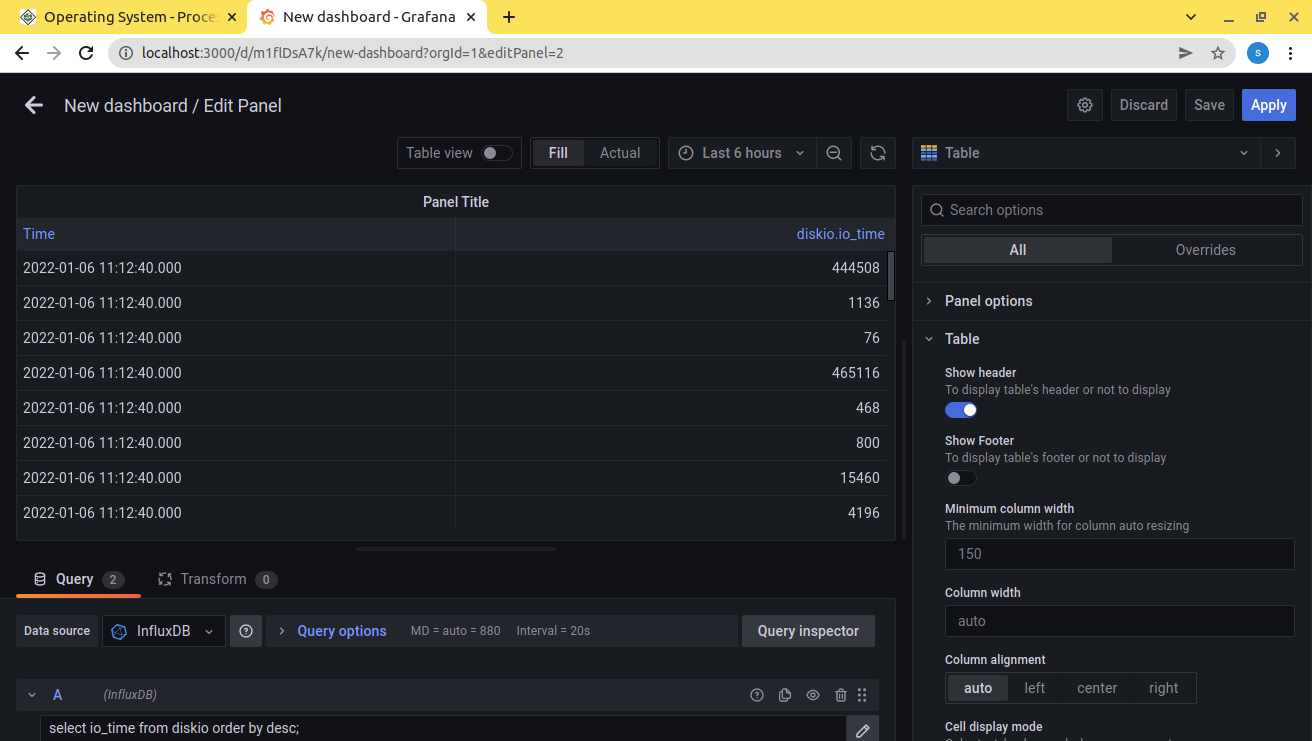 Operating System - Proce
New dashboard - Grafana
localhost:3000/d/m1flDsA7k/new-dashboard?orgId=1&editPanel=2
s
New dashboard / Edit Panel
Discard
Save
Apply
Table view
Fill
Actual
Last 6 hours
Table
Panel Title
Time
diskio.io_time
2022-01-06 11:12:40.000 444508
2022-01-06 11:12:40.000 1136
2022-01-06 11:12:40.000 76
2022-01-06 11:12:40.000 465116
2022-01-06 11:12:40.000 468
2022-01-06 11:12:40.000 800
2022-01-06 11:12:40.000 15460
2022-01-06 11:12:40.000 4196
Query 2
Transform 0
Data source
InfluxDB
Query options
MD = auto = 880
Interval = 20s
Query inspector
A
(InfluxDB)
select io_time from diskio order by desc;
Search options
All
Overrides
Panel options
Table
Show header
To display table's header or not to display
Show Footer
To display table's footer or not to display
Minimum column width
The minimum width for column auto resizing
150
Column width
auto
Column alignment
auto
left
center
right
Cell display mode